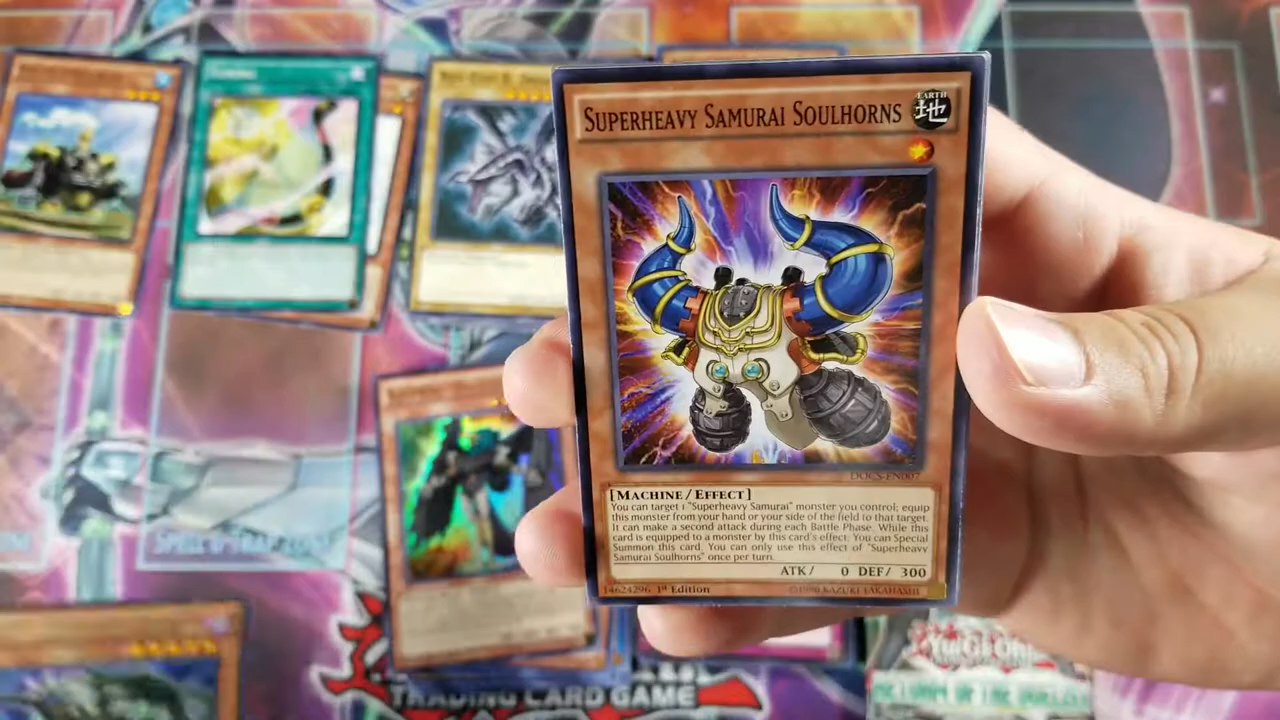 SUPERHEAVY SAMURAI SOULHORNS
EARTH
地
DOCS-EN007
[MACHINE/EFFECT]
You can target 1 "Superheavy Samurai" monster you control; equip
this monster from your hand or your side of the field to that target.
It can make a second attack during each Battle Phase. While this
card is equipped to a monster by this card's effect: You can Special
Summon this card. You can only use this effect of "Superheavy
Samurai Soulhorns" once per turn.
ATK/ 0 DEF/ 300
14624296 1st Edition
©1996 KAZUKI TAKAHASHI
TRADING CARD GAME
Yu-Gi-Oh!